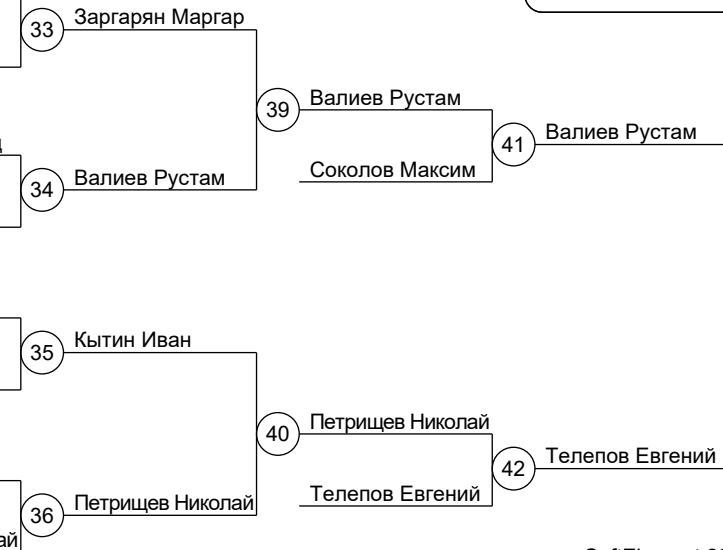 33
Заргарян Маргар
39
Валиев Рустам
41
Валиев Рустам
Соколов Максим
34
Валиев Рустам
35
Кытин Иван
40
Петрищев Николай
42
Телепов Евгений
Телепов Евгений
36
Петрищев Николай